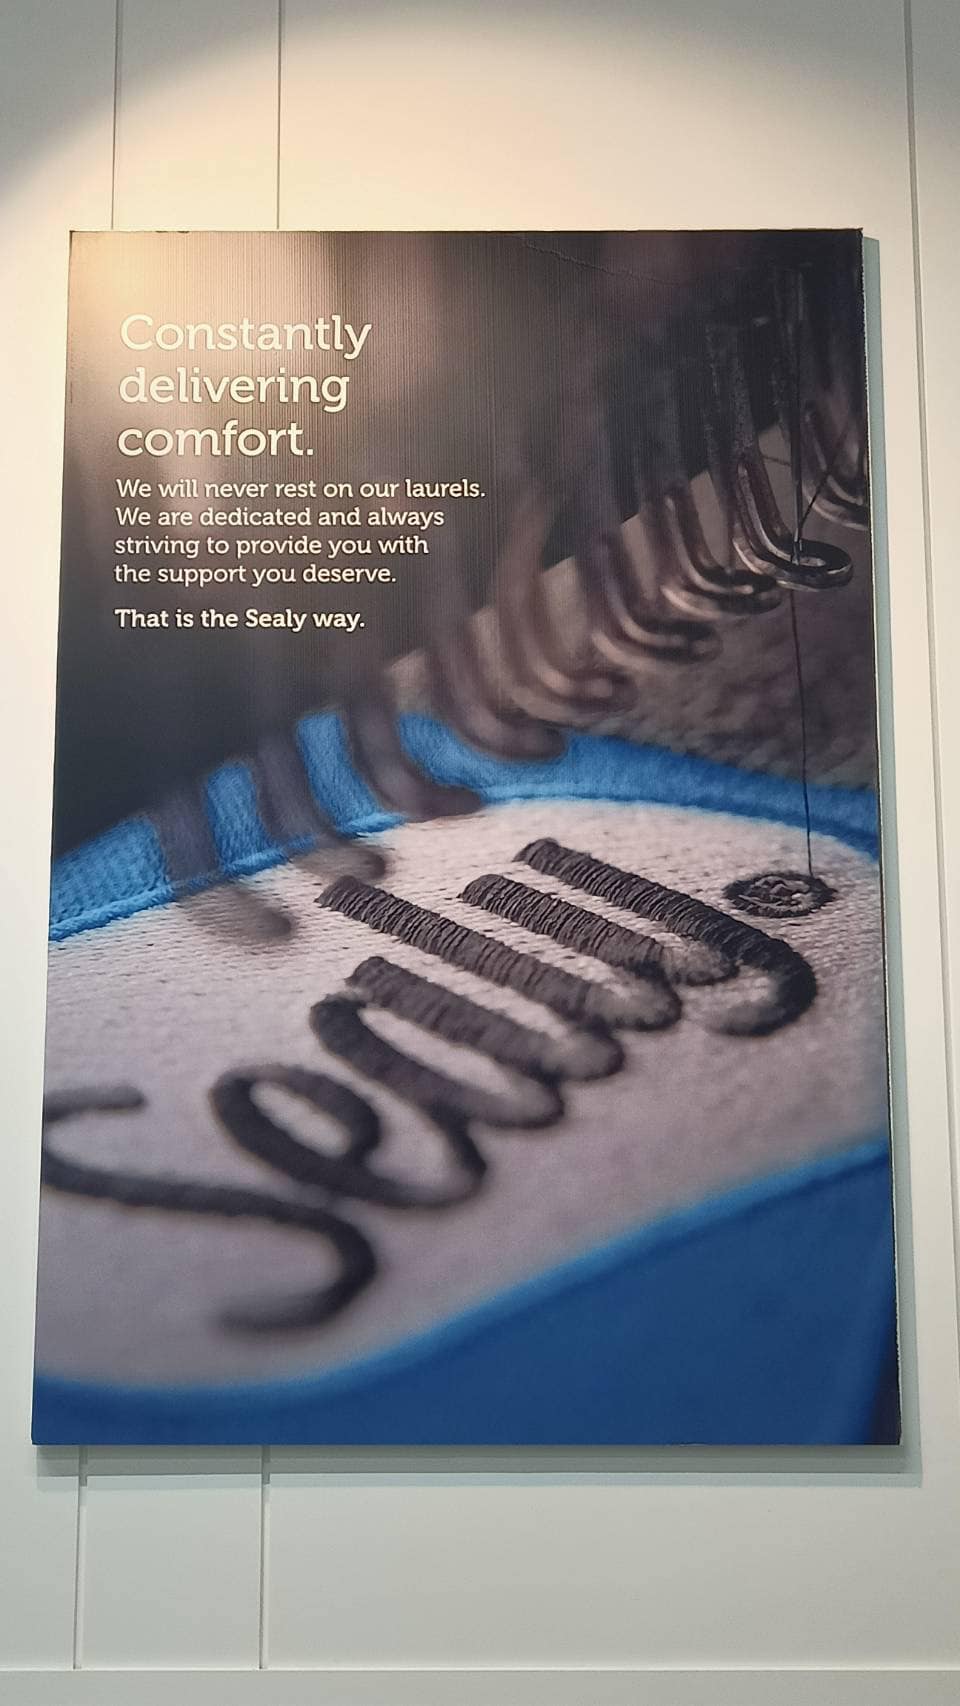 Constantly
delivering
comfort.
We will never rest on our laurels.
We are dedicated and always
striving to provide you with
the support you deserve.
That is the Sealy way.
Sealy